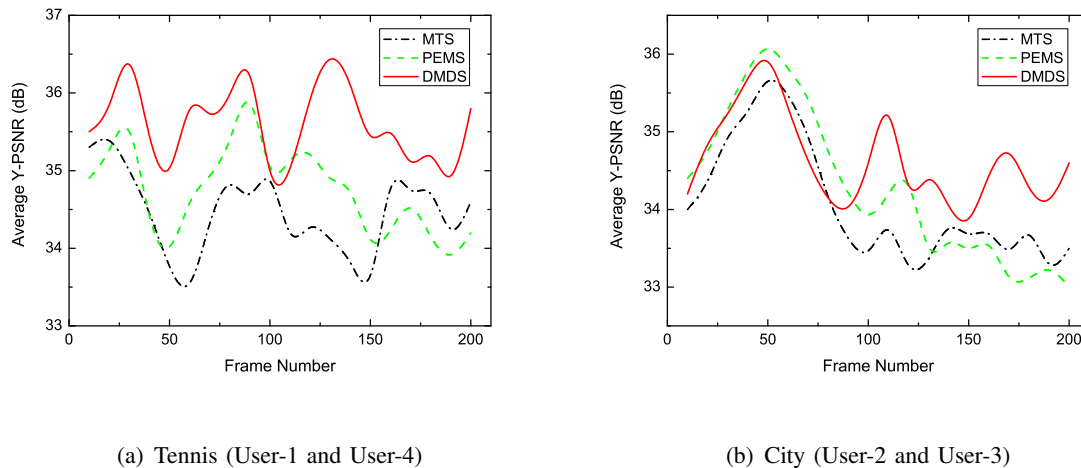 37
36
35
34
33
0
50
100
150
200
Average Y-PSNR (dB)
Frame Number
MTS
PEMS
DMDS
(a) Tennis (User-1 and User-4)
36
35
34
33
0
50
100
150
200
Average Y-PSNR (dB)
Frame Number
MTS
PEMS
DMDS
(b) City (User-2 and User-3)